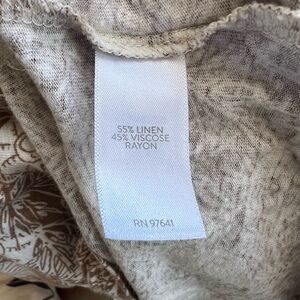 55% LINEN
45% VISCOSE
RAYON
RN 97641